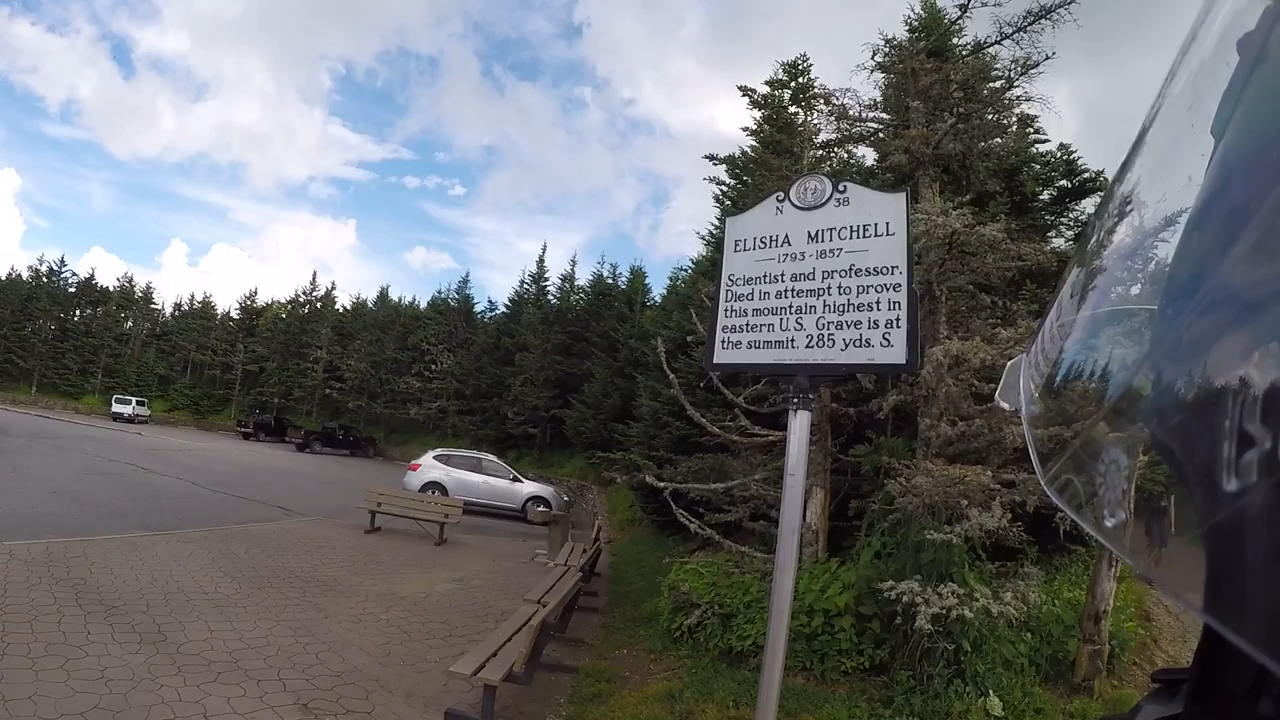 N 38
ELISHA MITCHELL
1793-1857
Scientist and professor.
Died in attempt to prove
this mountain highest in
eastern U.S. Grave is at
the summit. 285 yds. S.